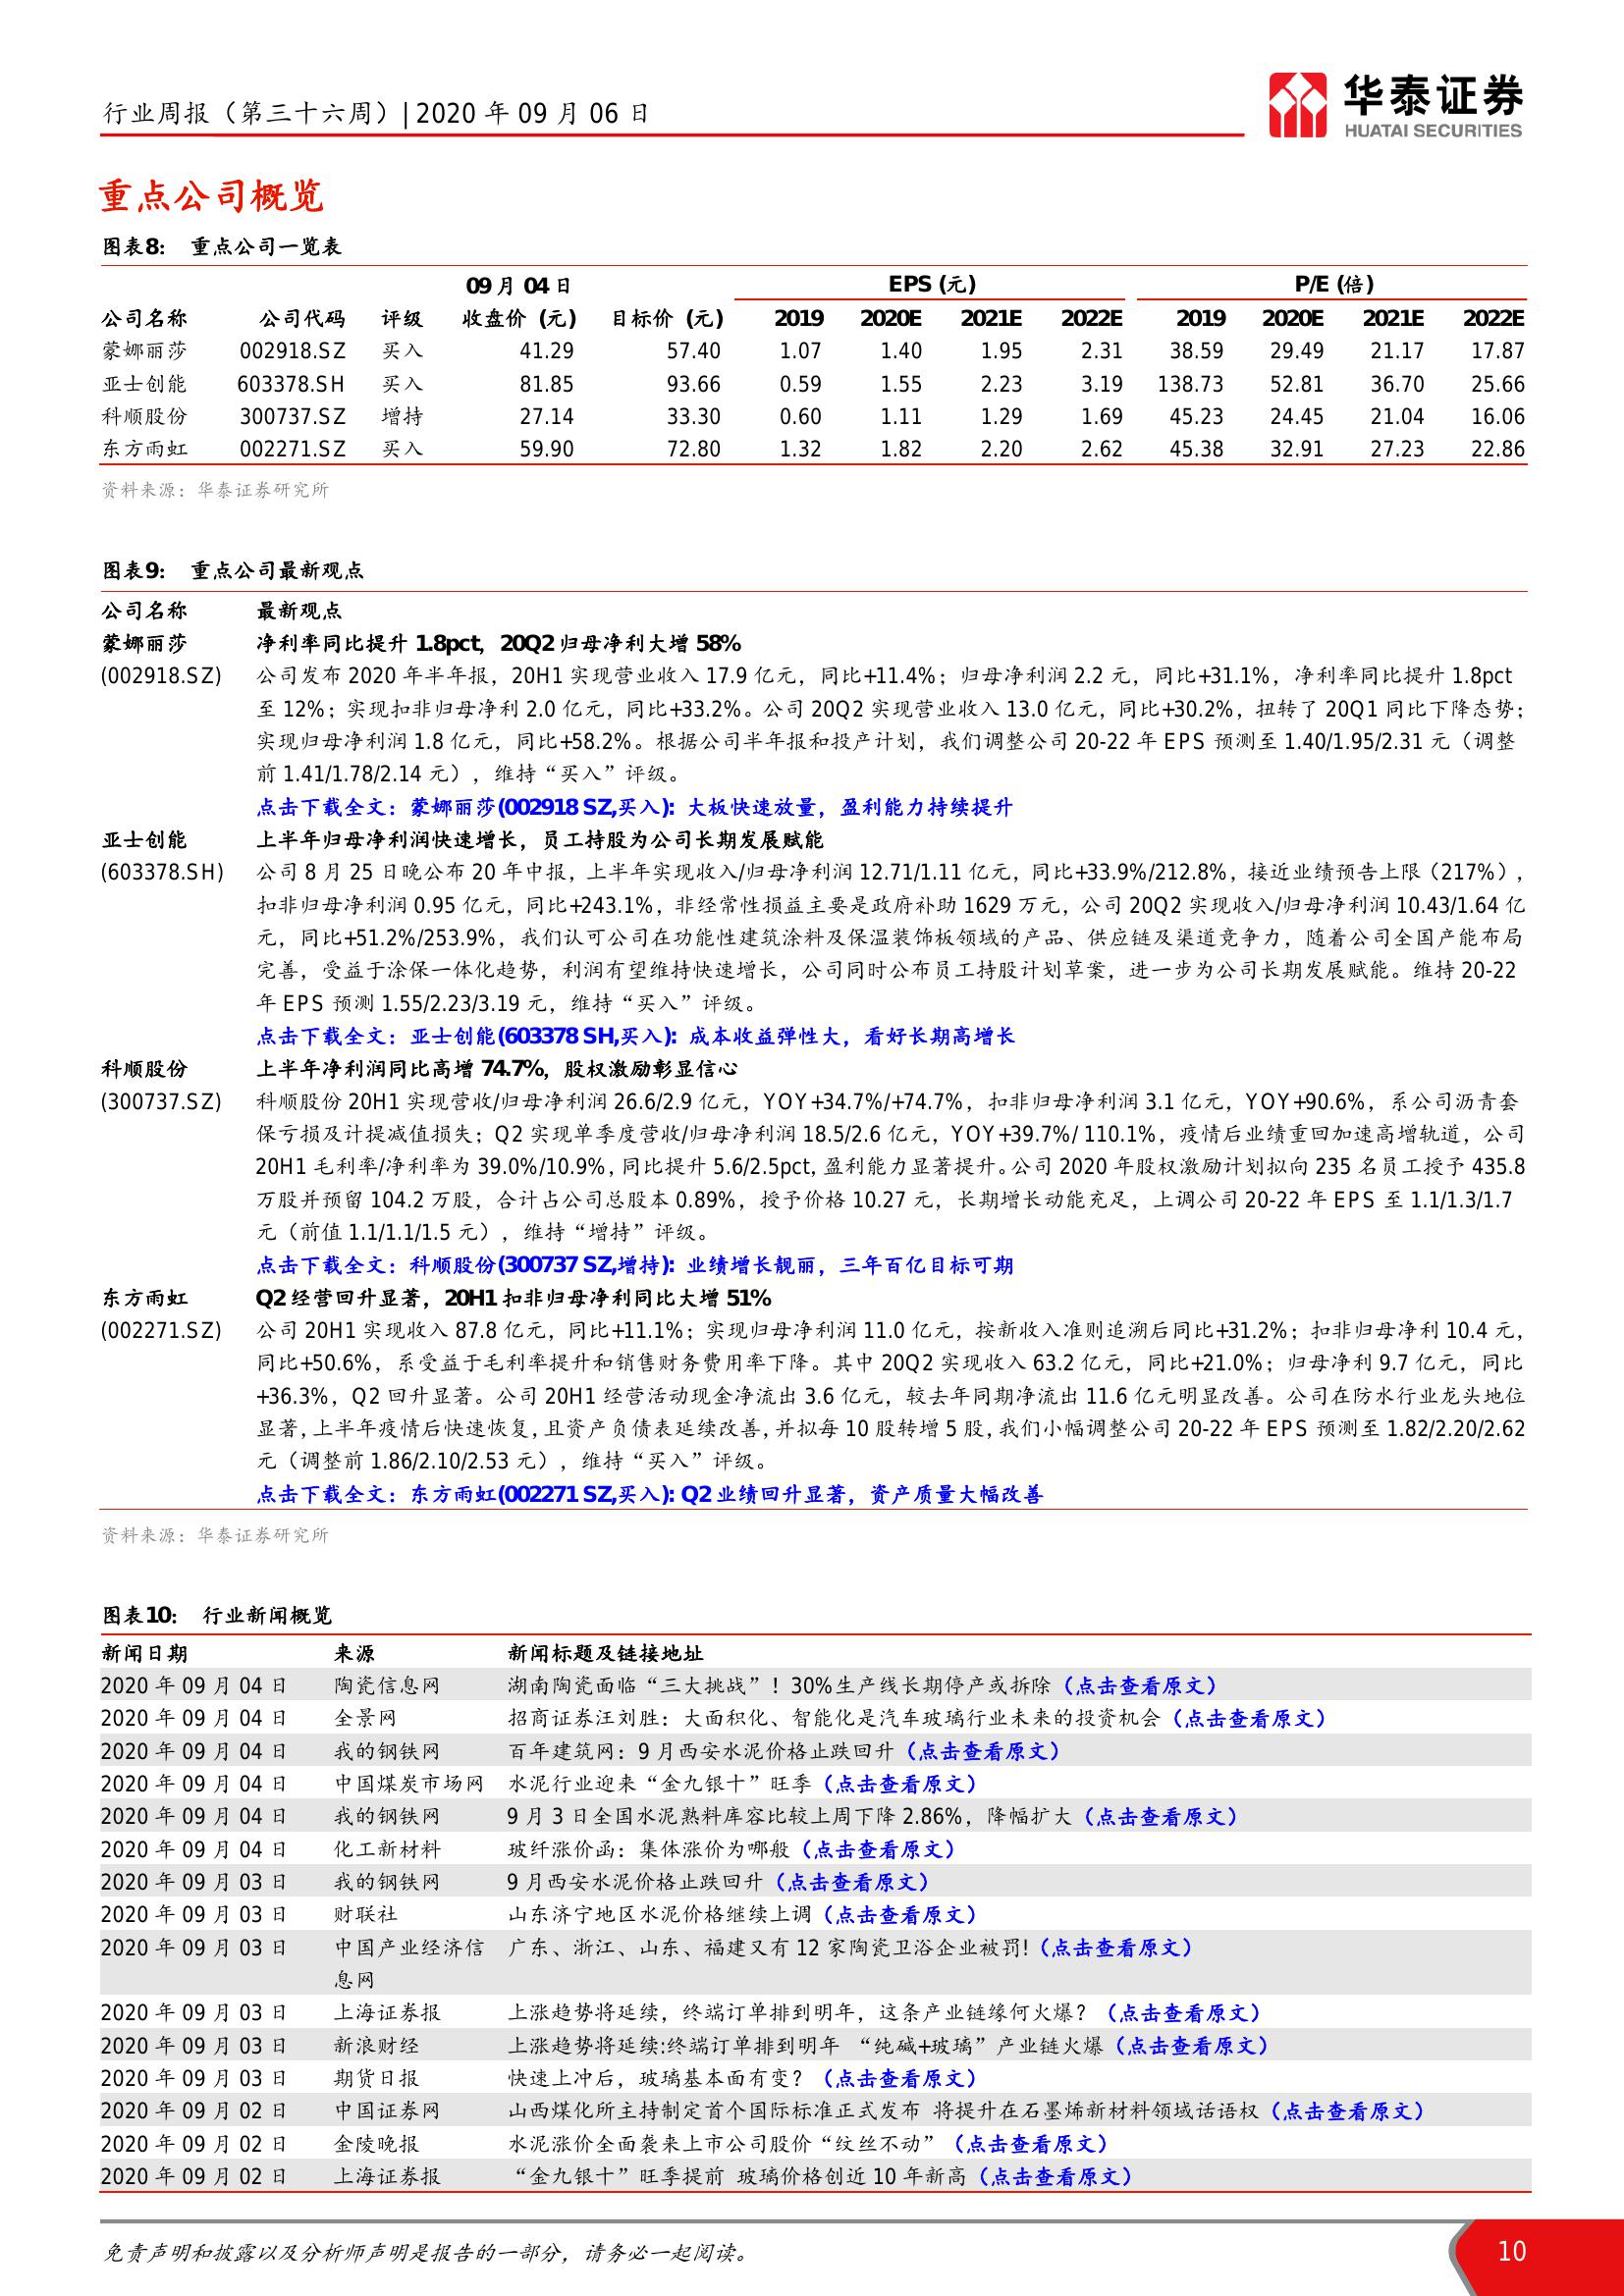 行业周报（第三十六周）| 2020 年 09 月 06 日
华泰证券
HUATAI SECURITIES
重点公司概览
图表8： 重点公司一览表
09 月 04 日 EPS (元) P/E (倍)
公司名称 公司代码 评级 收盘价 (元) 目标价 (元) 2019 2020E 2021E 2022E 2019 2020E 2021E 2022E
蒙娜丽莎 002918.SZ 买入 41.29 57.40 1.07 1.40 1.95 2.31 38.59 29.49 21.17 17.87
亚士创能 603378.SH 买入 81.85 93.66 0.59 1.55 2.23 3.19 138.73 52.81 36.70 25.66
科顺股份 300737.SZ 增持 27.14 33.30 0.60 1.11 1.29 1.69 45.23 24.45 21.04 16.06
东方雨虹 002271.SZ 买入 59.90 72.80 1.32 1.82 2.20 2.62 45.38 32.91 27.23 22.86
资料来源：华泰证券研究所
图表9： 重点公司最新观点
公司名称 最新观点
蒙娜丽莎 净利率同比提升 1.8pct，20Q2 归母净利大增 58%
(002918.SZ) 公司发布 2020 年半年报，20H1 实现营业收入 17.9 亿元，同比+11.4%；归母净利润 2.2 元，同比+31.1%，净利率同比提升 1.8pct
至 12%；实现扣非归母净利 2.0 亿元，同比+33.2%。公司 20Q2 实现营业收入 13.0 亿元，同比+30.2%，扭转了 20Q1 同比下降态势；
实现归母净利润 1.8 亿元，同比+58.2%。根据公司半年报和投产计划，我们调整公司 20-22 年 EPS 预测至 1.40/1.95/2.31 元（调整
前 1.41/1.78/2.14 元），维持“买入”评级。
点击下载全文：蒙娜丽莎(002918 SZ,买入)：大板快速放量，盈利能力持续提升
亚士创能 上半年归母净利润快速增长，员工持股为公司长期发展赋能
(603378.SH) 公司 8 月 25 日晚公布 20 年中报，上半年实现收入/归母净利润 12.71/1.11 亿元，同比+33.9%/212.8%，接近业绩预告上限（217%），
扣非归母净利润 0.95 亿元，同比+243.1%，非经常性损益主要是政府补助 1629 万元，公司 20Q2 实现收入/归母净利润 10.43/1.64 亿
元，同比+51.2%/253.9%，我们认可公司在功能性建筑涂料及保温装饰板领域的产品、供应链及渠道竞争力，随着公司全国产能布局
完善，受益于涂保一体化趋势，利润有望维持快速增长，公司同时公布员工持股计划草案，进一步为公司长期发展赋能。维持 20-22
年 EPS 预测 1.55/2.23/3.19 元，维持“买入”评级。
点击下载全文：亚士创能(603378 SH,买入)：成本收益弹性大，看好长期高增长
科顺股份 上半年净利润同比高增 74.7%，股权激励彰显信心
(300737.SZ) 科顺股份 20H1 实现营收/归母净利润 26.6/2.9 亿元，YOY+34.7%/+74.7%，扣非归母净利润 3.1 亿元，YOY+90.6%，系公司沥青套
保亏损及计提减值损失；Q2 实现单季度营收/归母净利润 18.5/2.6 亿元，YOY+39.7%/ 110.1%，疫情后业绩重回加速高增轨道，公司
20H1 毛利率/净利率为 39.0%/10.9%，同比提升 5.6/2.5pct，盈利能力显著提升。公司 2020 年股权激励计划拟向 235 名员工授予 435.8
万股并预留 104.2 万股，合计占公司总股本 0.89%，授予价格 10.27 元，长期增长动能充足，上调公司 20-22 年 EPS 至 1.1/1.3/1.7
元（前值 1.1/1.1/1.5 元），维持“增持”评级。
点击下载全文：科顺股份(300737 SZ,增持)：业绩增长靓丽，三年百亿目标可期
东方雨虹 Q2 经营回升显著，20H1 扣非归母净利同比大增 51%
(002271.SZ) 公司 20H1 实现收入 87.8 亿元，同比+11.1%；实现归母净利润 11.0 亿元，按新收入准则追溯后同比+31.2%；扣非归母净利 10.4 元，
同比+50.6%，系受益于毛利率提升和销售财务费用率下降。其中 20Q2 实现收入 63.2 亿元，同比+21.0%；归母净利 9.7 亿元，同比
+36.3%，Q2 回升显著。公司 20H1 经营活动现金净流出 3.6 亿元，较去年同期净流出 11.6 亿元明显改善。公司在防水行业龙头地位
显著，上半年疫情后快速恢复，且资产负债表延续改善，并拟每 10 股转增 5 股，我们小幅调整公司 20-22 年 EPS 预测至 1.82/2.20/2.62
元（调整前 1.86/2.10/2.53 元），维持“买入”评级。
点击下载全文：东方雨虹(002271 SZ,买入)：Q2 业绩回升显著，资产质量大幅改善
资料来源：华泰证券研究所
图表10： 行业新闻概览
新闻日期 来源 新闻标题及链接地址
2020 年 09 月 04 日 陶瓷信息网 湖南陶瓷面临“三大挑战”！30%生产线长期停产或拆除（点击查看原文）
2020 年 09 月 04 日 全景网 招商证券汪刘胜：大面积化、智能化是汽车玻璃行业未来的投资机会（点击查看原文）
2020 年 09 月 04 日 我的钢铁网 百年建筑网：9 月西安水泥价格止跌回升（点击查看原文）
2020 年 09 月 04 日 中国煤炭市场网 水泥行业迎来“金九银十”旺季（点击查看原文）
2020 年 09 月 04 日 我的钢铁网 9 月 3 日全国水泥熟料库容比较上周下降 2.86%，降幅扩大（点击查看原文）
2020 年 09 月 04 日 化工新材料 玻纤涨价函：集体涨价为哪般（点击查看原文）
2020 年 09 月 03 日 我的钢铁网 9 月西安水泥价格止跌回升（点击查看原文）
2020 年 09 月 03 日 财联社 山东济宁地区水泥价格继续上调（点击查看原文）
2020 年 09 月 03 日 中国产业经济信 广东、浙江、山东、福建又有 12 家陶瓷卫浴企业被罚!（点击查看原文）
息网
2020 年 09 月 03 日 上海证券报 上涨趋势将延续，终端订单排到明年，这条产业链缘何火爆？（点击查看原文）
2020 年 09 月 03 日 新浪财经 上涨趋势将延续:终端订单排到明年 “纯碱+玻璃”产业链火爆（点击查看原文）
2020 年 09 月 03 日 期货日报 快速上冲后，玻璃基本面有变？（点击查看原文）
2020 年 09 月 02 日 中国证券网 山西煤化所主持制定首个国际标准正式发布 将提升在石墨烯新材料领域话语权（点击查看原文）
2020 年 09 月 02 日 金陵晚报 水泥涨价全面袭来上市公司股价“纹丝不动”（点击查看原文）
2020 年 09 月 02 日 上海证券报 “金九银十”旺季提前 玻璃价格创近 10 年新高（点击查看原文）
免责声明和披露以及分析师声明是报告的一部分，请务必一起阅读。 10